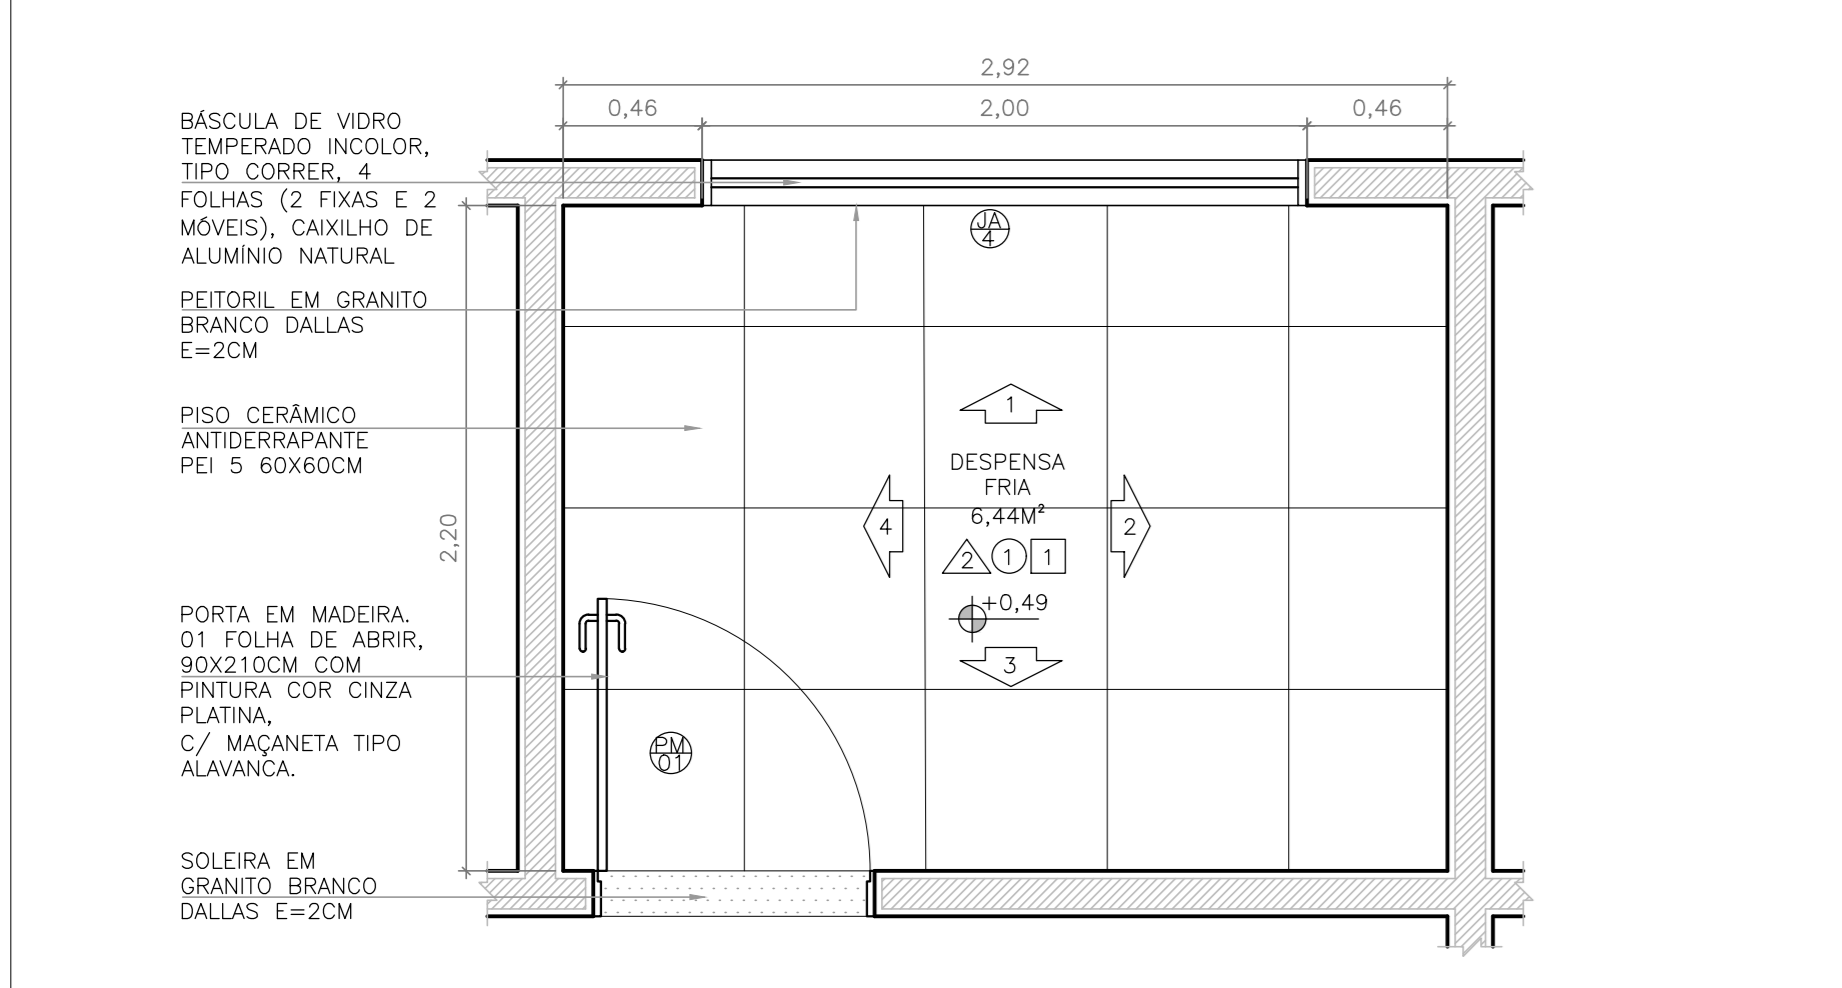 2,92
0,46
2,00
0,46
BÁSCULA DE VIDRO
TEMPERADO INCOLOR,
TIPO CORRER, 4
FOLHAS (2 FIXAS E 2
MÓVEIS), CAIXILHO DE
ALUMÍNIO NATURAL
JA
4
PEITORIL EM GRANITO
BRANCO DALLAS
E=2CM
PISO CERÂMICO
ANTIDERRAPANTE
PEI 5 60X60CM
1
DESPENSA
FRIA
6,44M²
4
2
2 1 1
+0,49
3
2,20
PORTA EM MADEIRA.
01 FOLHA DE ABRIR,
90X210CM COM
PINTURA COR CINZA
PLATINA,
C/ MAÇANETA TIPO
ALAVANCA.
PM
01
SOLEIRA EM
GRANITO BRANCO
DALLAS E=2CM